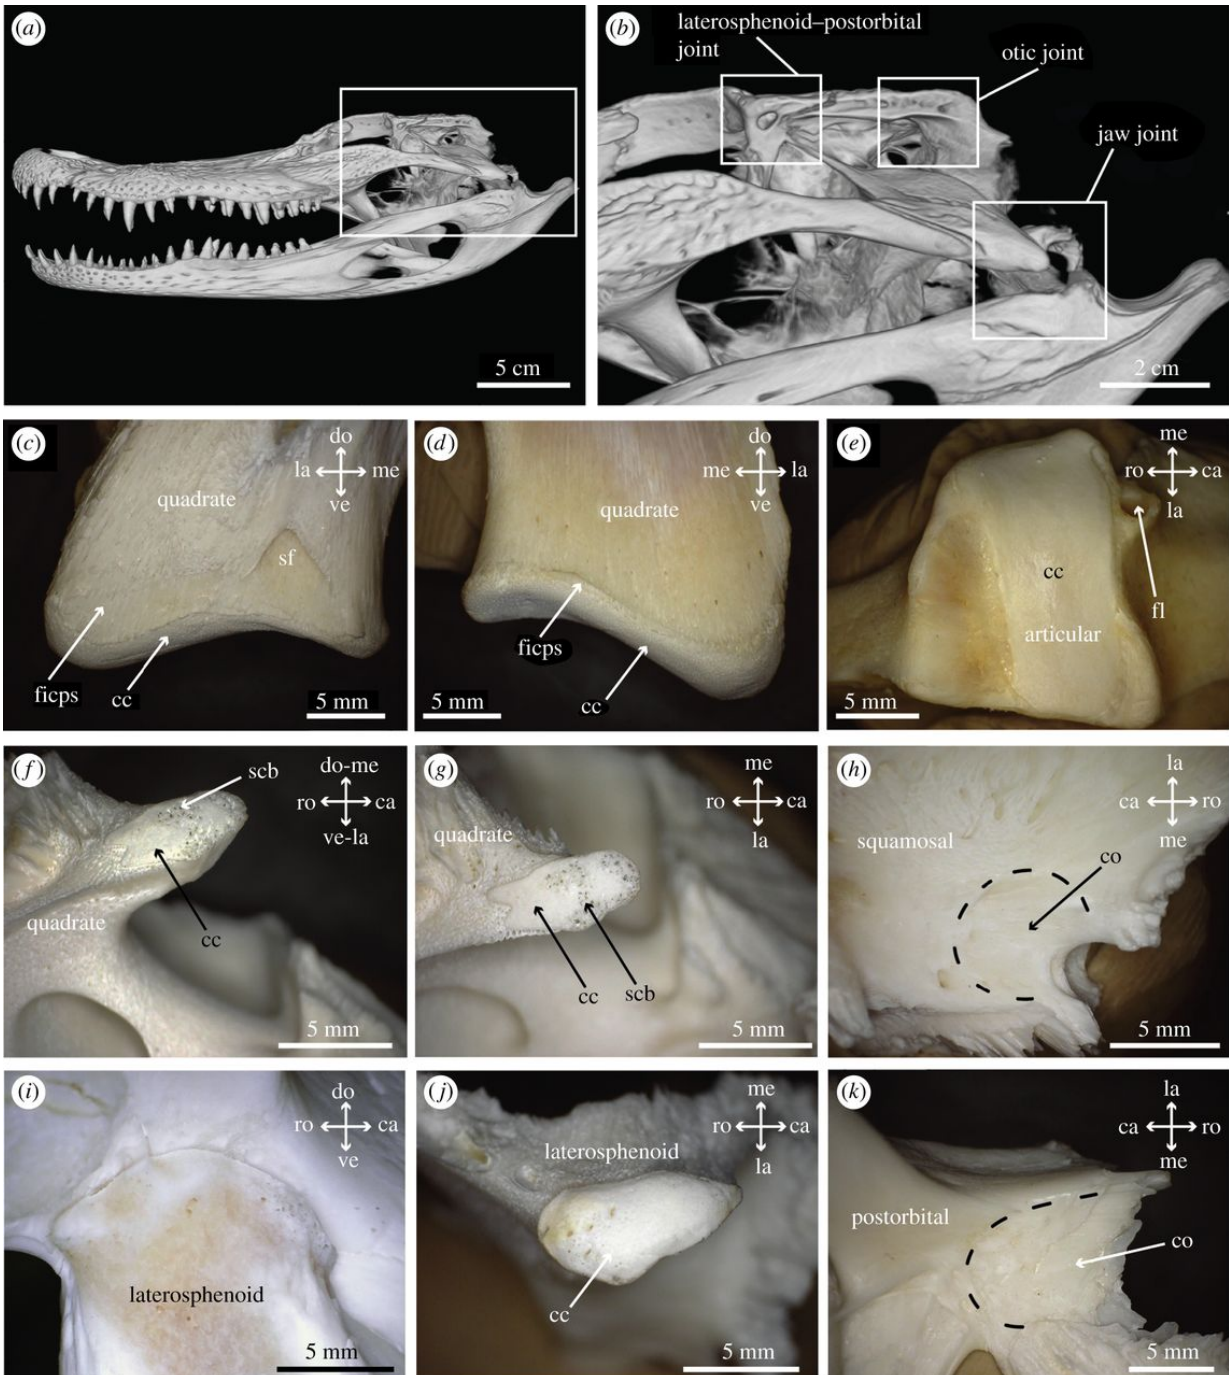 (a)
5 cm
(b)
laterosphenoid–postorbital
joint
otic joint
jaw joint
2 cm
(c)
do
la
me
ve
quadrate
sf
ficps
cc
5 mm
(d)
do
me
la
ve
quadrate
ficps
cc
5 mm
(e)
me
ro
ca
la
cc
fl
articular
5 mm
(f)
scb
do-me
ro
ca
ve-la
quadrate
cc
5 mm
(g)
me
ro
ca
la
quadrate
cc
scb
5 mm
(h)
la
ca
ro
me
squamosal
co
5 mm
(i)
do
ro
ca
ve
laterosphenoid
5 mm
(j)
me
ro
ca
la
laterosphenoid
cc
5 mm
(k)
la
ca
ro
me
postorbital
co
5 mm